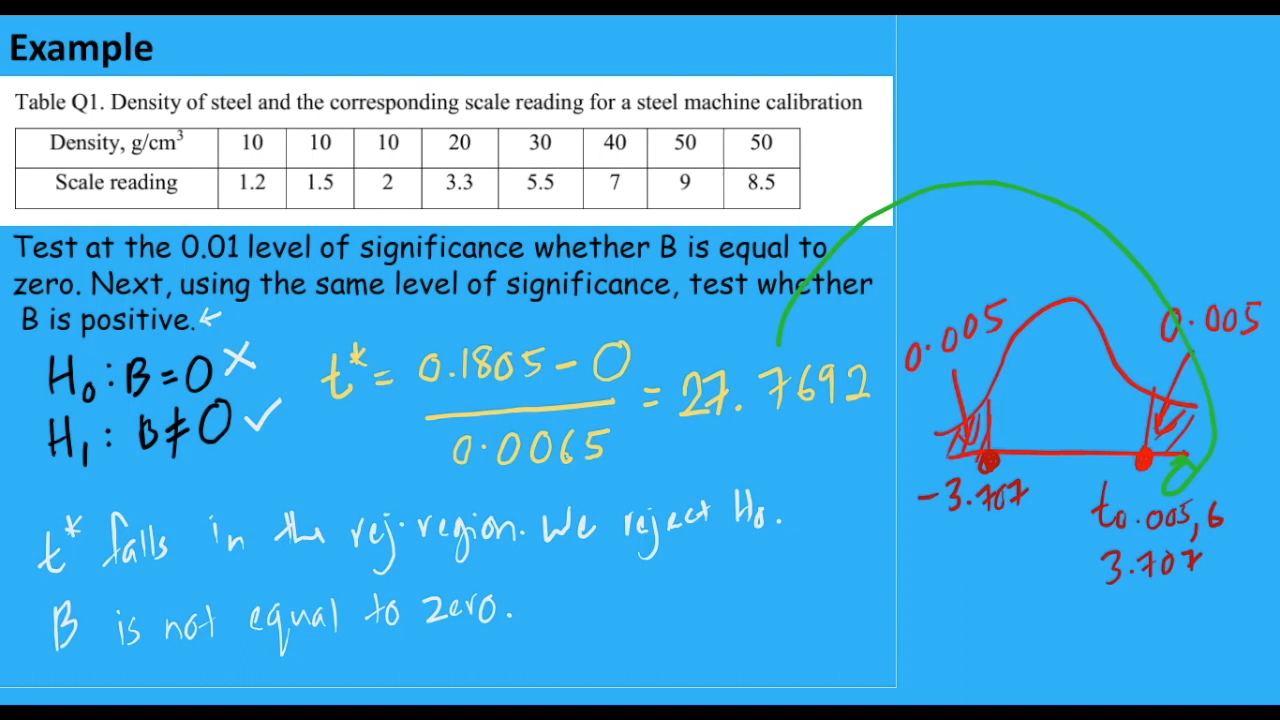 Example
Table Q1. Density of steel and the corresponding scale reading for a steel machine calibration
Density, g/cm³ 10 10 10 20 30 40 50 50
Scale reading 1.2 1.5 2 3.3 5.5 7 9 8.5
Test at the 0.01 level of significance whether B is equal to
zero. Next, using the same level of significance, test whether
B is positive.
H₀ : B = 0
H₁ : B ≠ 0
t* = 0.1805 - 0 / 0.0065 = 27.7692
t* falls in the rej. region. We reject H₀.
B is not equal to zero.
0.005
0.005
-3.707
t0.005,6
3.707